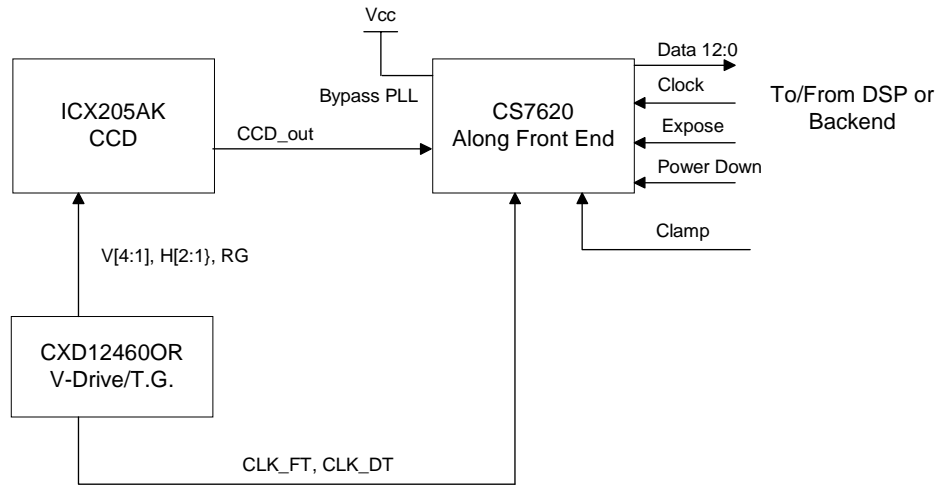 Vcc
Bypass PLL
ICX205AK
CCD
CCD_out
CS7620
Along Front End
Data 12:0
Clock
Expose
Power Down
To/From DSP or
Backend
Clamp
V[4:1], H[2:1}, RG
CXD12460OR
V-Drive/T.G.
CLK_FT, CLK_DT